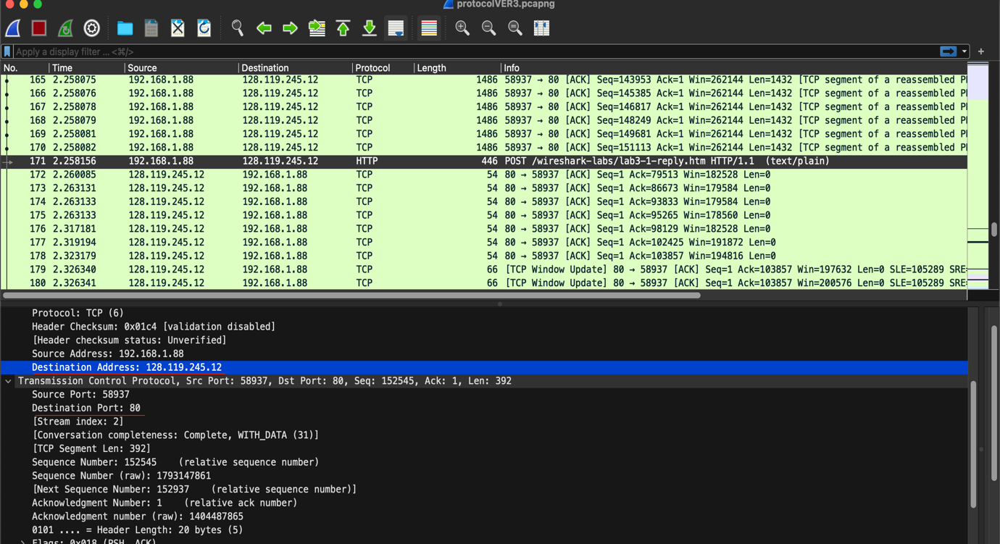 protocolVER3.pcapng
Apply a display filter ... <⌘/>
No. Time Source Destination Protocol Length Info
165 2.258075 192.168.1.88 128.119.245.12 TCP 1486 58937 → 80 [ACK] Seq=143953 Ack=1 Win=262144 Len=1432 [TCP segment of a reassembled
166 2.258076 192.168.1.88 128.119.245.12 TCP 1486 58937 → 80 [ACK] Seq=145385 Ack=1 Win=262144 Len=1432 [TCP segment of a reassembled
167 2.258078 192.168.1.88 128.119.245.12 TCP 1486 58937 → 80 [ACK] Seq=146817 Ack=1 Win=262144 Len=1432 [TCP segment of a reassembled
168 2.258079 192.168.1.88 128.119.245.12 TCP 1486 58937 → 80 [ACK] Seq=148249 Ack=1 Win=262144 Len=1432 [TCP segment of a reassembled
169 2.258081 192.168.1.88 128.119.245.12 TCP 1486 58937 → 80 [ACK] Seq=149681 Ack=1 Win=262144 Len=1432 [TCP segment of a reassembled
170 2.258082 192.168.1.88 128.119.245.12 TCP 1486 58937 → 80 [ACK] Seq=151113 Ack=1 Win=262144 Len=1432 [TCP segment of a reassembled
171 2.258156 192.168.1.88 128.119.245.12 HTTP 446 POST /wireshark-labs/lab3-1-reply.htm HTTP/1.1 (text/plain)
172 2.260085 128.119.245.12 192.168.1.88 TCP 54 80 → 58937 [ACK] Seq=1 Ack=79513 Win=182528 Len=0
173 2.263131 128.119.245.12 192.168.1.88 TCP 54 80 → 58937 [ACK] Seq=1 Ack=86673 Win=179584 Len=0
174 2.263133 128.119.245.12 192.168.1.88 TCP 54 80 → 58937 [ACK] Seq=1 Ack=93833 Win=179584 Len=0
175 2.263133 128.119.245.12 192.168.1.88 TCP 54 80 → 58937 [ACK] Seq=1 Ack=95265 Win=178560 Len=0
176 2.317181 128.119.245.12 192.168.1.88 TCP 54 80 → 58937 [ACK] Seq=1 Ack=98129 Win=182528 Len=0
177 2.319194 128.119.245.12 192.168.1.88 TCP 54 80 → 58937 [ACK] Seq=1 Ack=102425 Win=191872 Len=0
178 2.323179 128.119.245.12 192.168.1.88 TCP 54 80 → 58937 [ACK] Seq=1 Ack=103857 Win=194816 Len=0
179 2.326340 128.119.245.12 192.168.1.88 TCP 66 [TCP Window Update] 80 → 58937 [ACK] Seq=1 Ack=103857 Win=197632 Len=0 SLE=105289 SRE=
180 2.326341 128.119.245.12 192.168.1.88 TCP 66 [TCP Window Update] 80 → 58937 [ACK] Seq=1 Ack=103857 Win=200576 Len=0 SLE=105289 SRE=
Protocol: TCP (6)
Header Checksum: 0x01c4 [validation disabled]
[Header checksum status: Unverified]
Source Address: 192.168.1.88
Destination Address: 128.119.245.12
Transmission Control Protocol, Src Port: 58937, Dst Port: 80, Seq: 152545, Ack: 1, Len: 392
Source Port: 58937
Destination Port: 80
[Stream index: 2]
[Conversation completeness: Complete, WITH_DATA (31)]
[TCP Segment Len: 392]
Sequence Number: 152545 (relative sequence number)
Sequence Number (raw): 1793147861
[Next Sequence Number: 152937 (relative sequence number)]
Acknowledgment Number: 1 (relative ack number)
Acknowledgment number (raw): 1404487865
0101 .... = Header Length: 20 bytes (5)
Flags: 0x018 (PSH, ACK)